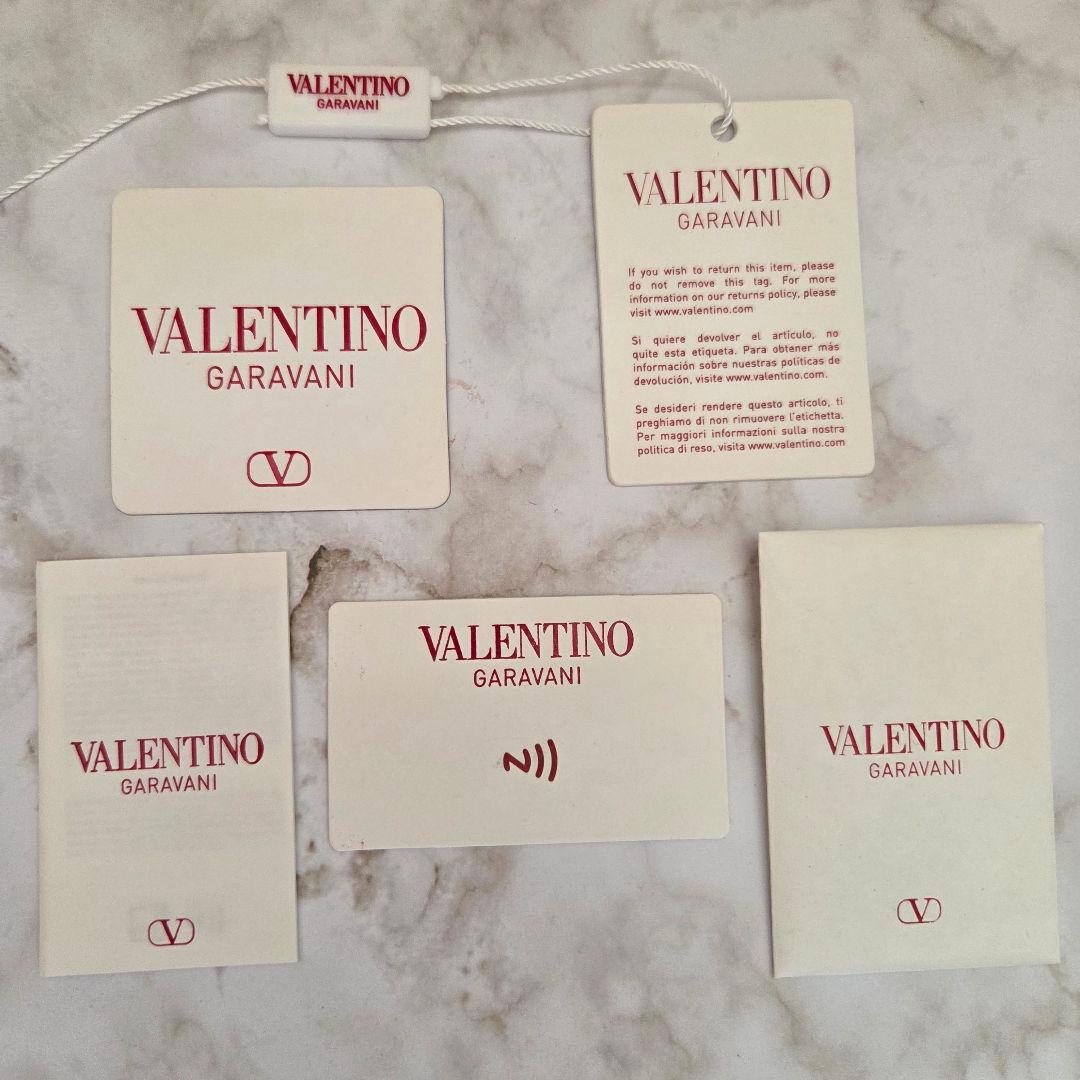 VALENTINO
GARAVANI
VALENTINO
GARAVANI
If you wish to return this item, please
do not remove this tag. For more
information on our returns policy, please
visit www.valentino.com
Si quiere devolver el artículo, no
quite esta etiqueta. Para obtener más
información sobre nuestras políticas de
devolución, visite www.valentino.com.
Se desideri rendere questo articolo, ti
preghiamo di non rimuovere l'etichetta.
Per maggiori informazioni sulla nostra
politica di reso, visita www.valentino.com
VALENTINO
GARAVANI
V
VALENTINO
GARAVANI
V
VALENTINO
GARAVANI
N
VALENTINO
GARAVANI
V